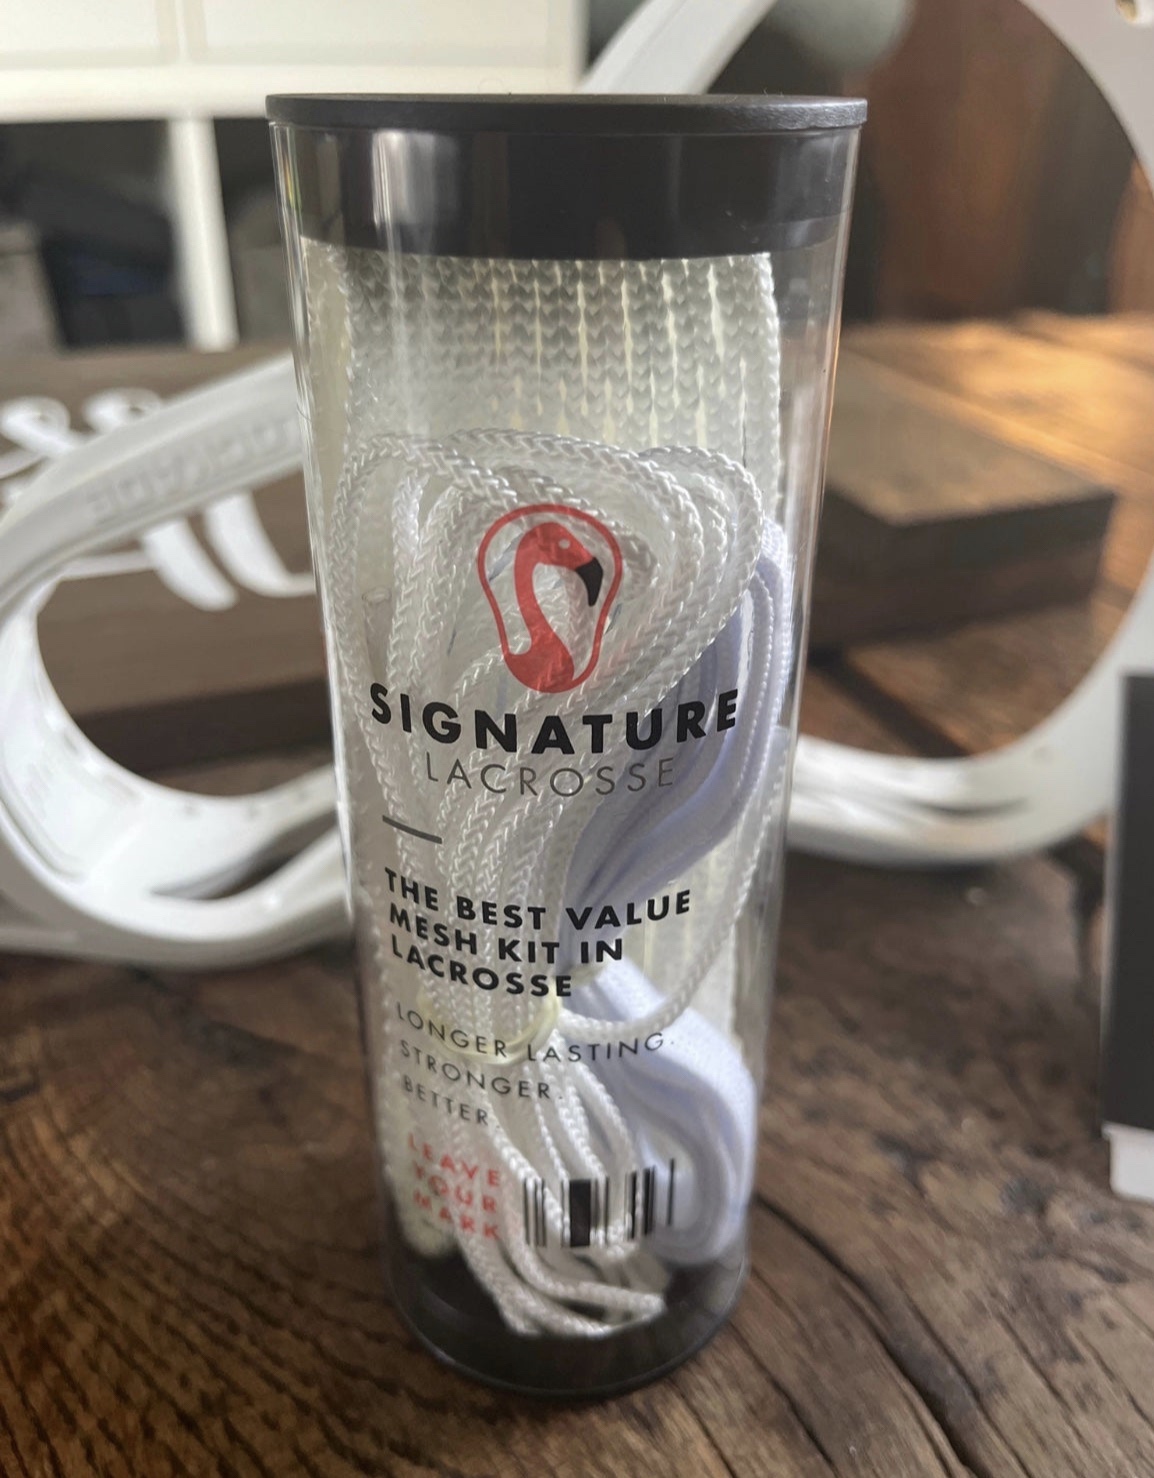 SIGNATURE
LACROSSE
THE BEST VALUE
MESH KIT IN
LACROSSE
LONGER LASTING.
STRONGER.
BETTER.
LEAVE
YOUR
MARK